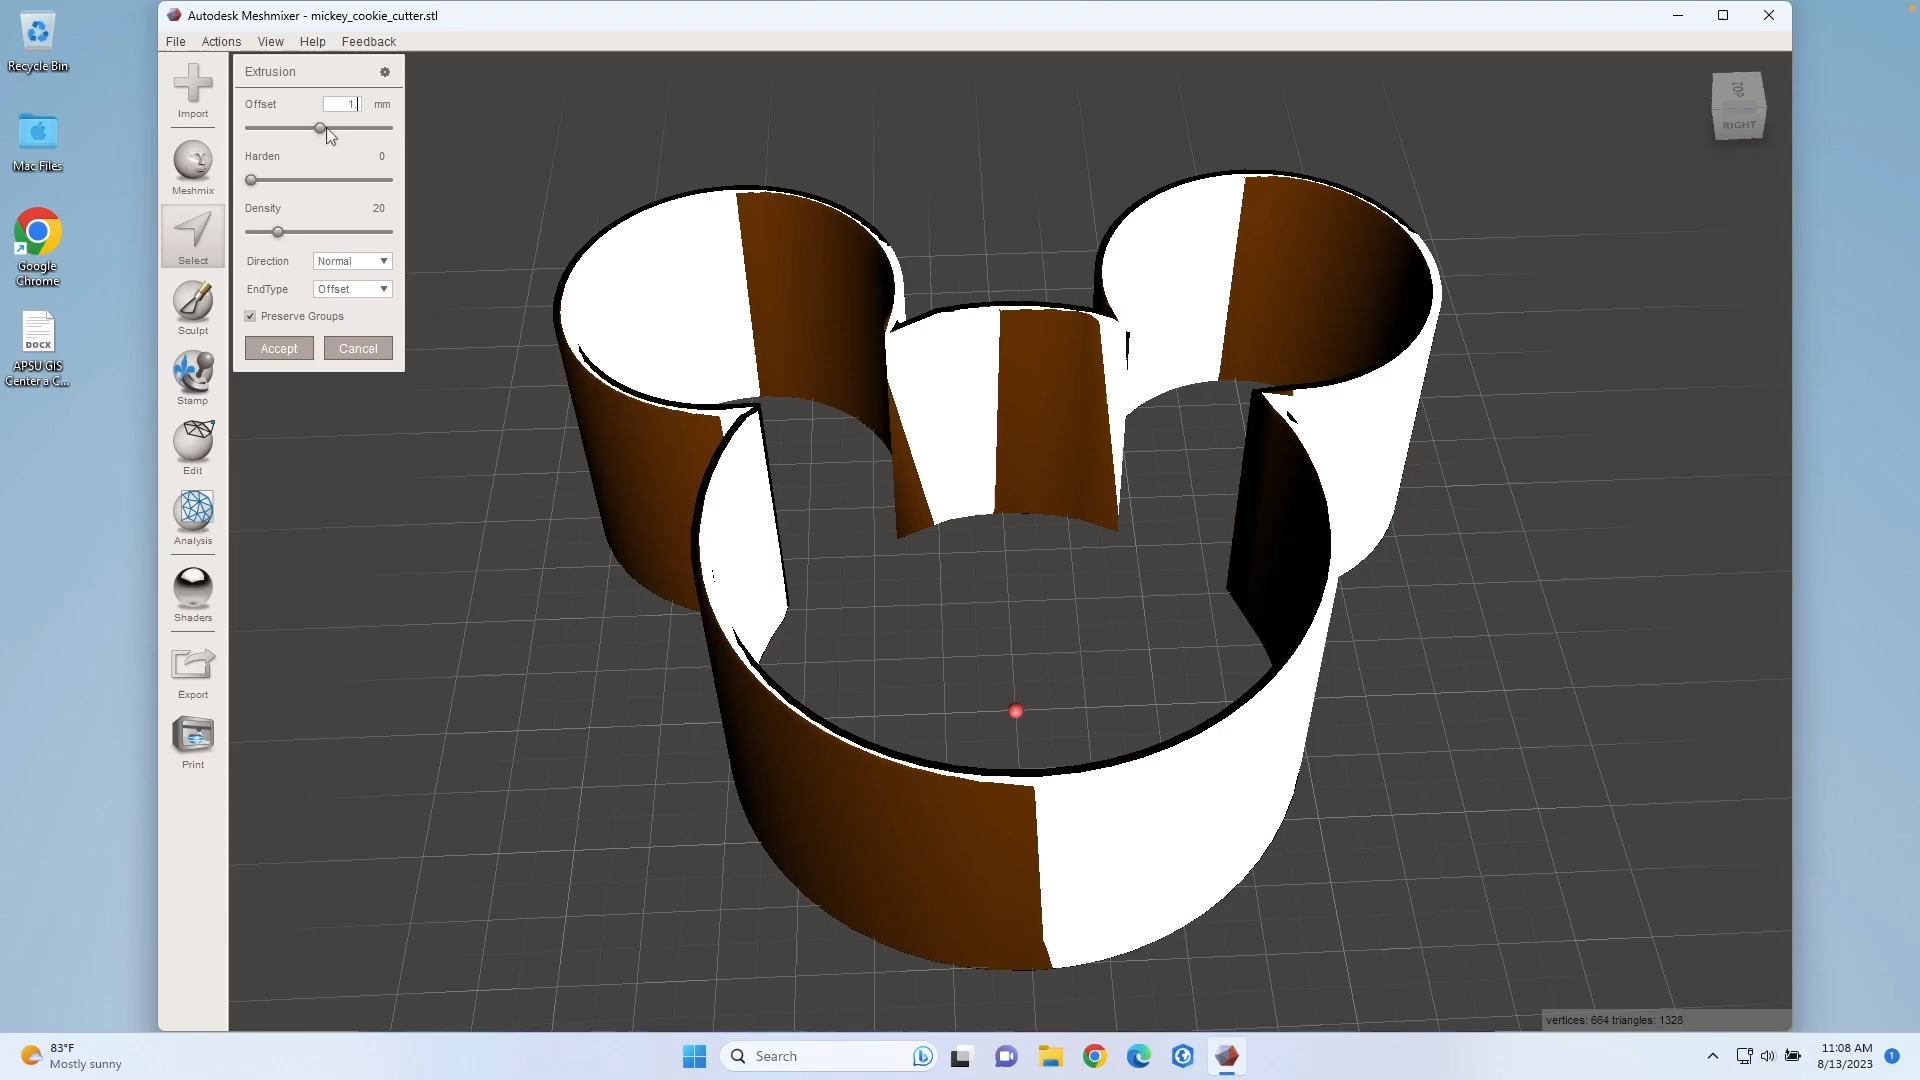 Autodesk Meshmixer - mickey_cookie_cutter.stl
File Actions View Help Feedback
Recycle Bin
Mac Files
Google
Chrome
DOCX
APSU GIS
Center a C...
Import
Meshmix
Select
Sculpt
Stamp
Edit
Analysis
Shaders
Export
Print
Extrusion
Offset 1. mm
Harden 0
Density 20
Direction Normal
EndType Offset
Preserve Groups
Accept Cancel
TOP
RIGHT
vertices: 664 triangles: 1328
83°F
Mostly sunny
Search
11:08 AM
8/13/2023
1